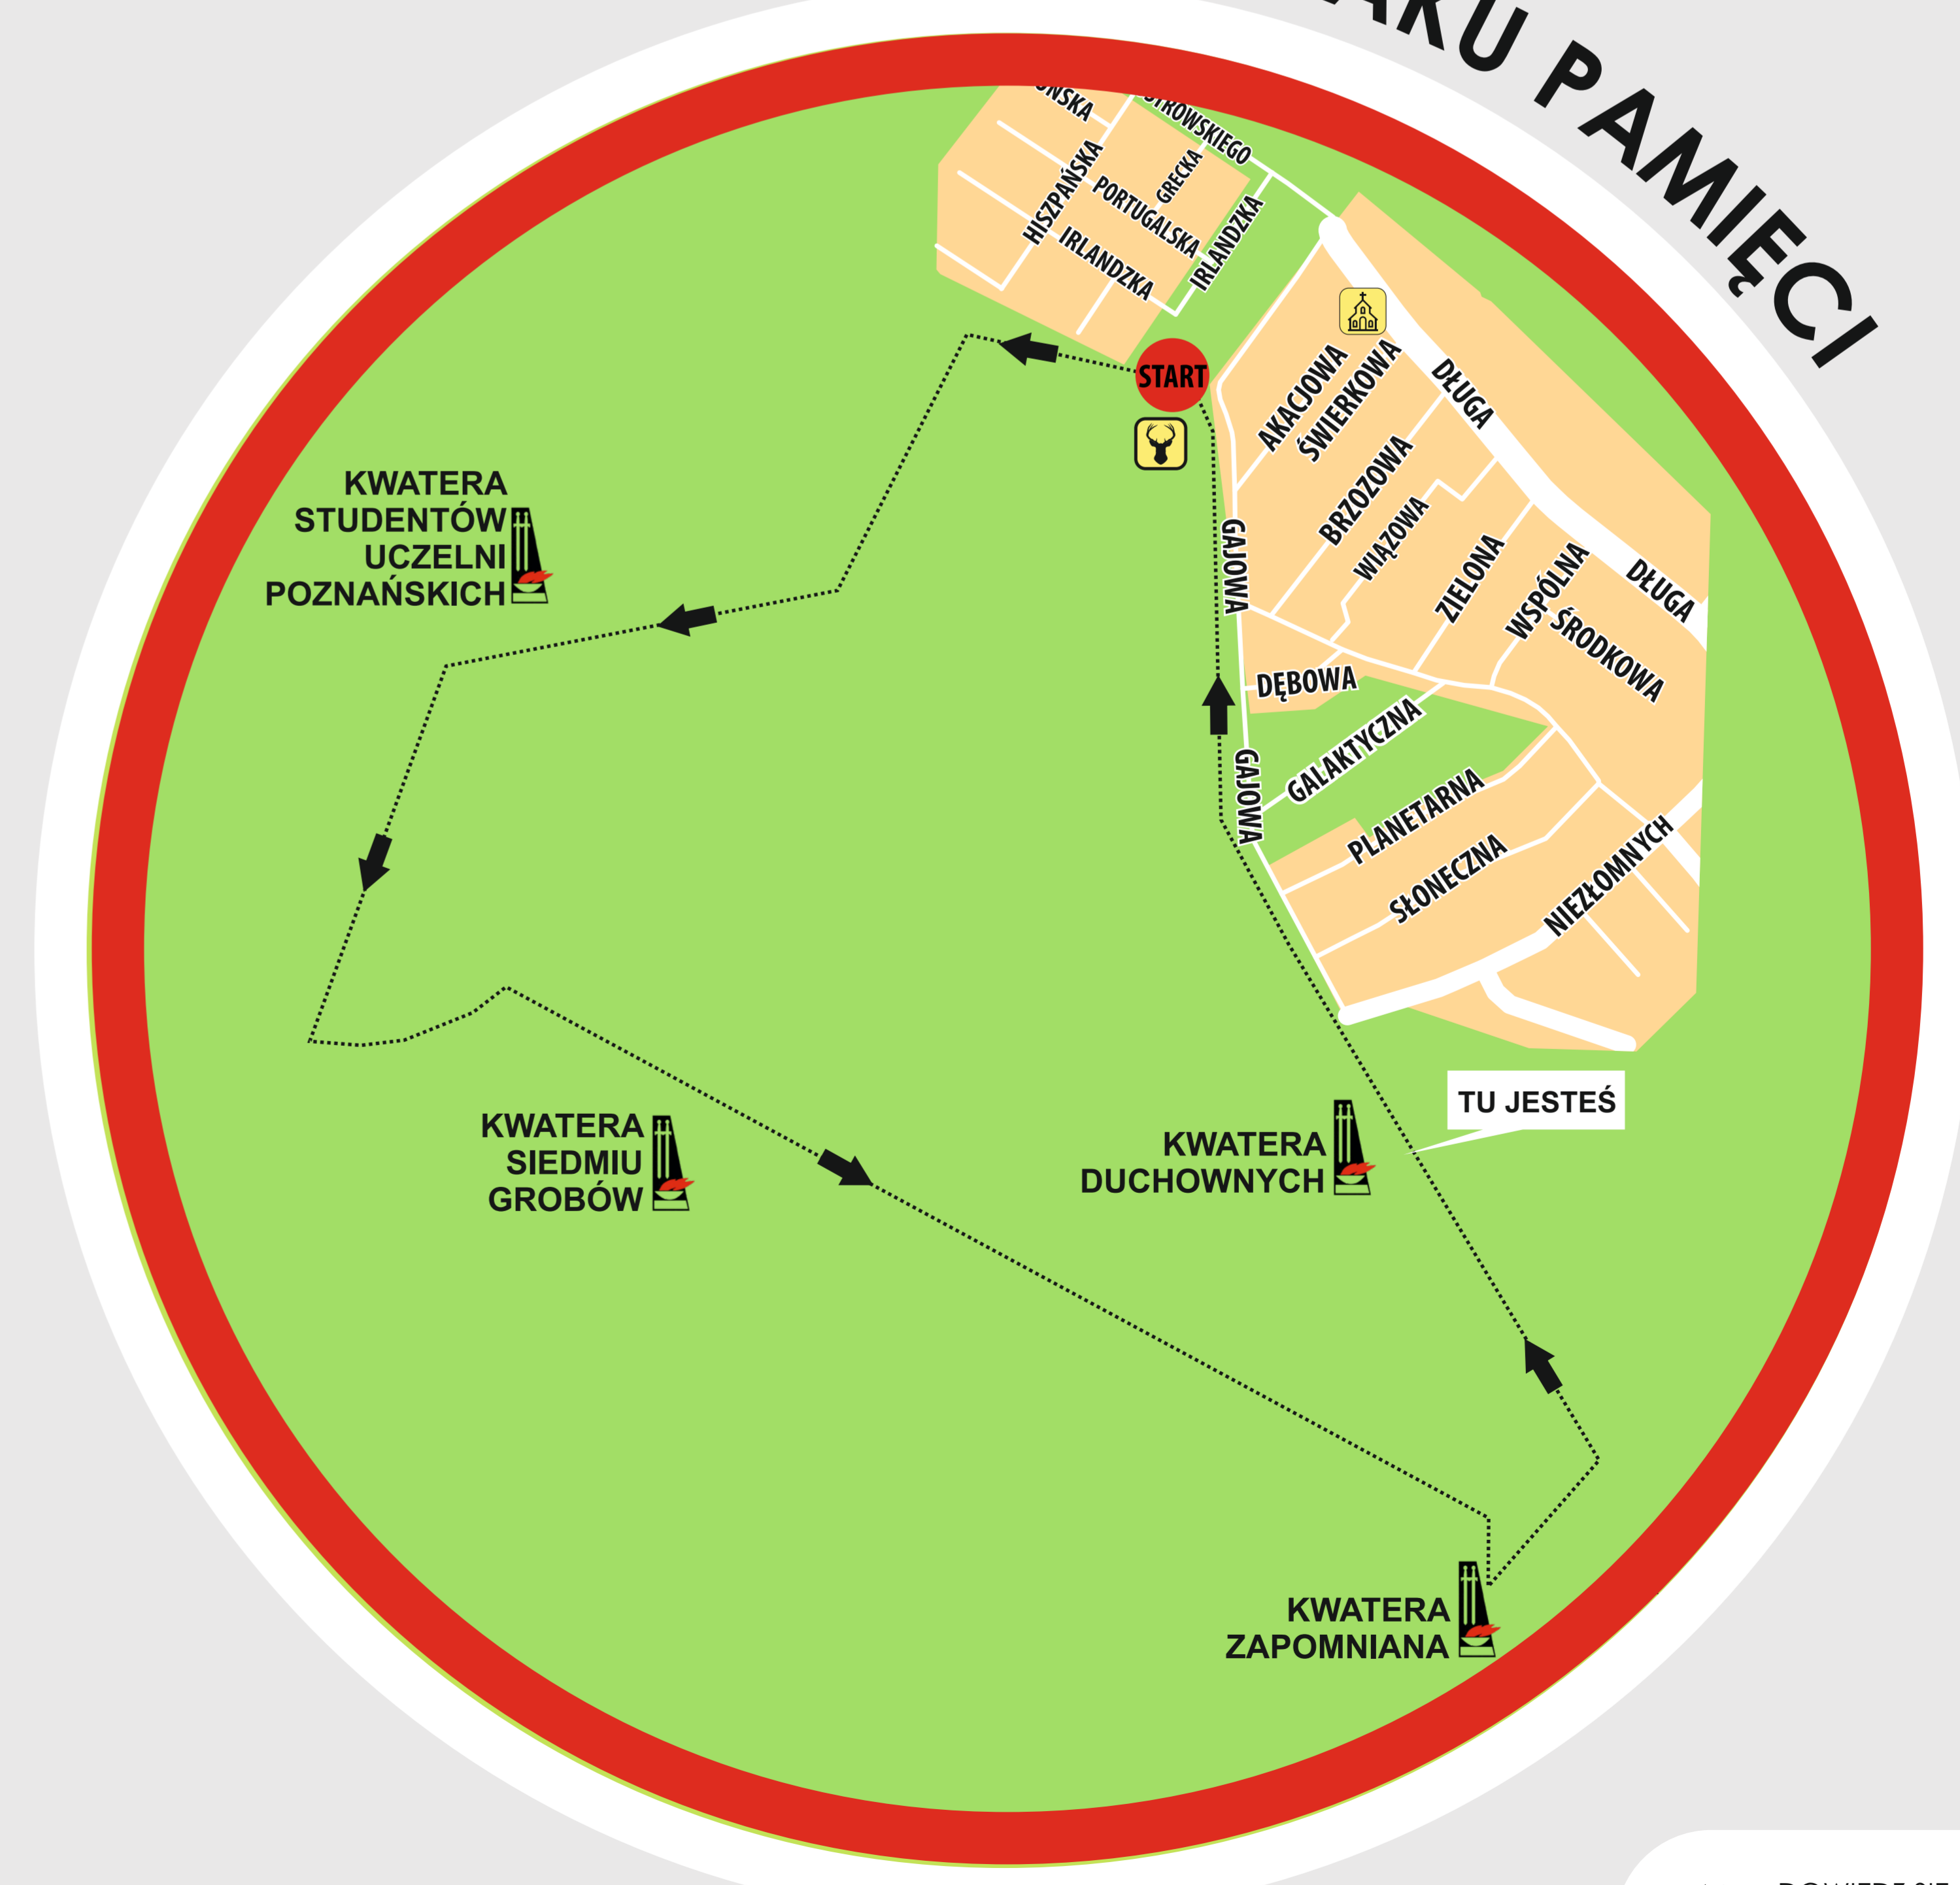 PAMIĘCI
HISZPAŃSKA
GRECKA
PORTUGALSKA
IRLANDZKA
IRLANDZKA
START
AKACJOWA
ŚWIERKOWA
DŁUGA
BRZOZOWA
WIĄZOWA
GAJOWA
ZIELONA
WSPÓLNA
DŁUGA
ŚRODKOWA
DĘBOWA
GALAKTYCZNA
GAJOWA
PLANETARNA
SŁONECZNA
NIEZŁOMNYCH
KWATERA
STUDENTÓW
UCZELNI
POZNAŃSKICH
TU JESTEŚ
KWATERA
SIEDMIU
GROBÓW
KWATERA
DUCHOWNYCH
KWATERA
ZAPOMNIANA